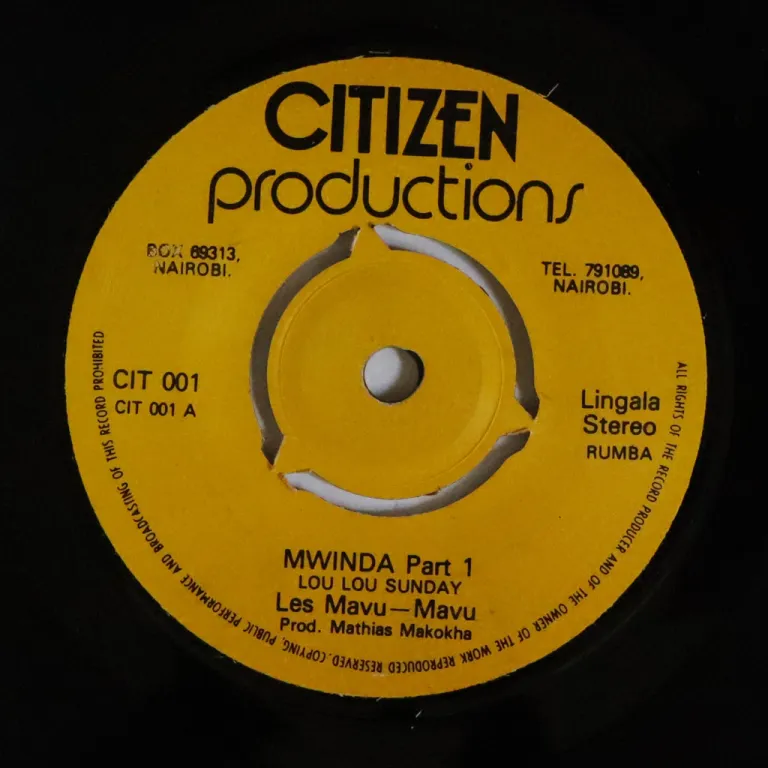 CITIZEN
productions
BOX 89313,
NAIROBI.
TEL. 791089,
NAIROBI.
CIT 001
CIT 001 A
Lingala
Stereo
RUMBA
MWINDA Part 1
LOU LOU SUNDAY
Les Mavu — Mavu
Prod. Mathias Makokha
ALL RIGHTS OF THE RECORD PRODUCER AND OF THE OWNER OF THE WORK REPRODUCED RESERVED. COPYING, PUBLIC PERFORMANCE AND BROADCASTING OF THIS RECORD PROHIBITED